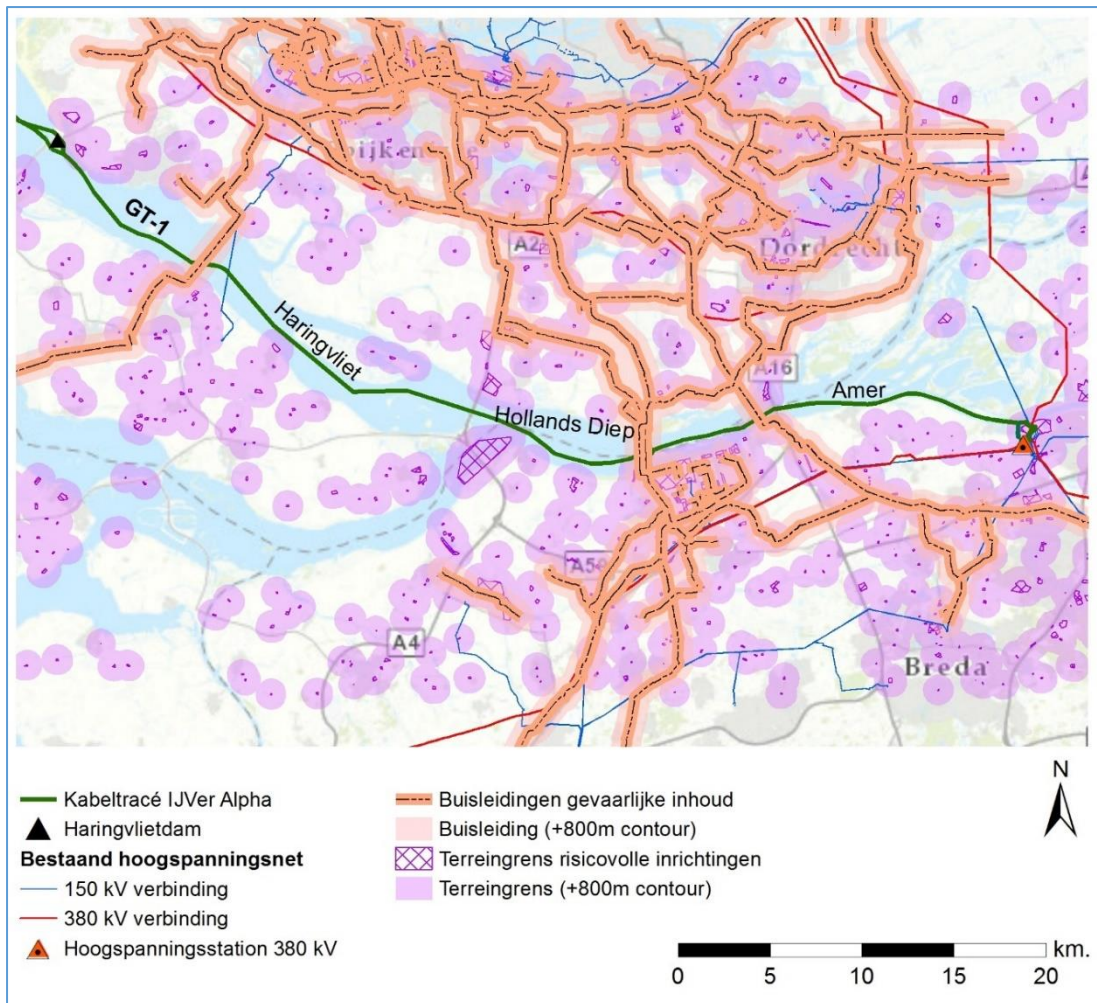 oijkeni
GT-1
A2
Dordrecht
Haringvliet
A16
Amer
Hollands Diep
A4
Breda
N
Kabeltracé IJVer Alpha
Haringvlietdam
Bestaand hoogspanningsnet
150 kV verbinding
380 kV verbinding
Hoogspanningsstation 380 kV
Buisleidingen gevaarlijke inhoud
Buisleiding (+800m contour)
Terreingrens risicovolle inrichtingen
Terreingrens (+800m contour)
km.
0 5 10 15 20